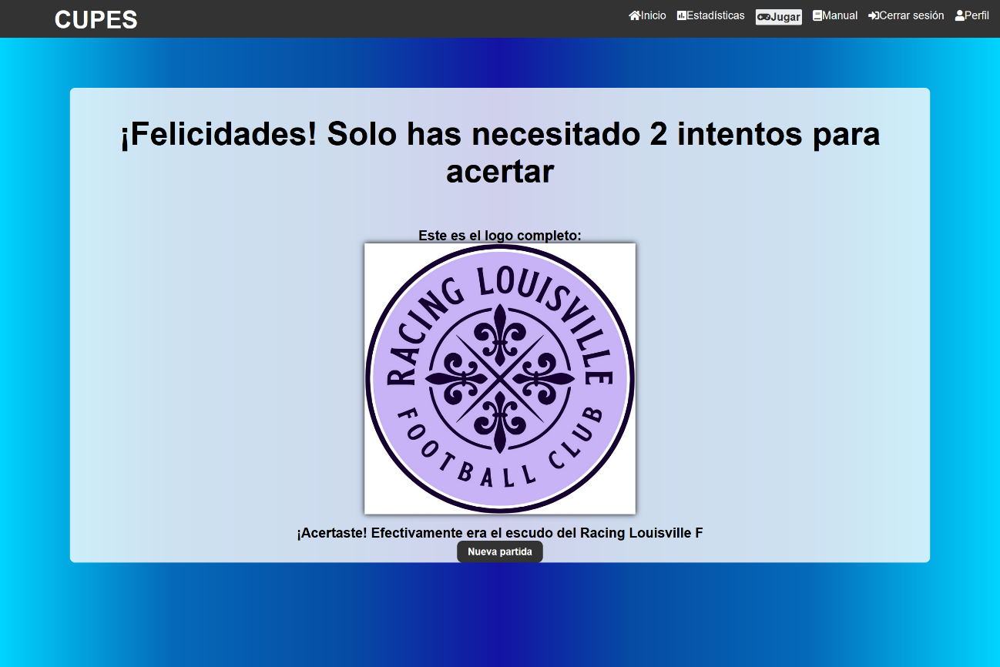 CUPES
Inicio Estadísticas Jugar Manual Cerrar sesión Perfil
¡Felicidades! Solo has necesitado 2 intentos para
acertar
Este es el logo completo:
RACING LOUISVILLE
FOOTBALL CLUB
¡Acertaste! Efectivamente era el escudo del Racing Louisville F
Nueva partida